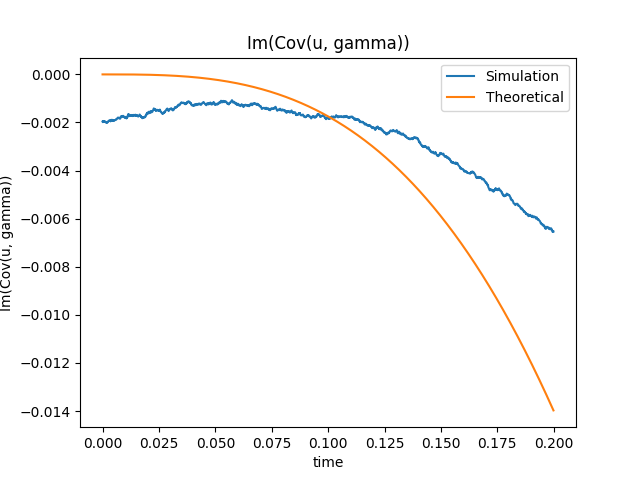 Im(Cov(u, gamma))
Simulation
Theoretical
Im(Cov(u, gamma))
0.000
−0.002
−0.004
−0.006
−0.008
−0.010
−0.012
−0.014
0.000 0.025 0.050 0.075 0.100 0.125 0.150 0.175 0.200
time